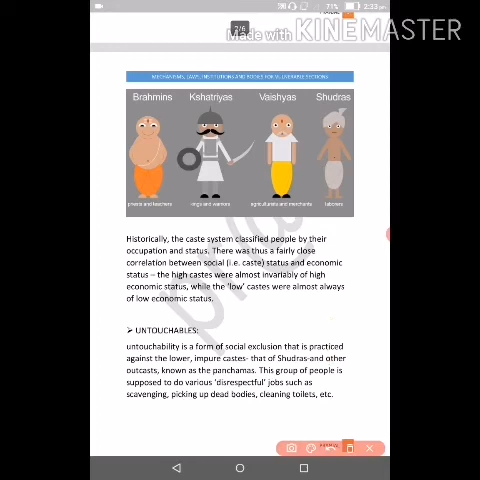 71% 2:33
2/6
Made with KINEMASTER
MECHANISMS, LAWS, INSTITUTIONS AND BODIES FOR VULNERABLE SECTIONS
Brahmins Kshatriyas Vaishyas Shudras
priests and teachers kings and warriors agriculturalists and merchants laborers
Historically, the caste system classified people by their
occupation and status. There was thus a fairly close
correlation between social (i.e. caste) status and economic
status – the high castes were almost invariably of high
economic status, while the 'low' castes were almost always
of low economic status.
➢ UNTOUCHABLES:
untouchability is a form of social exclusion that is practiced
against the lower, impure castes- that of Shudras-and other
outcasts, known as the panchamas. This group of people is
supposed to do various 'disrespectful' jobs such as
scavenging, picking up dead bodies, cleaning toilets, etc.